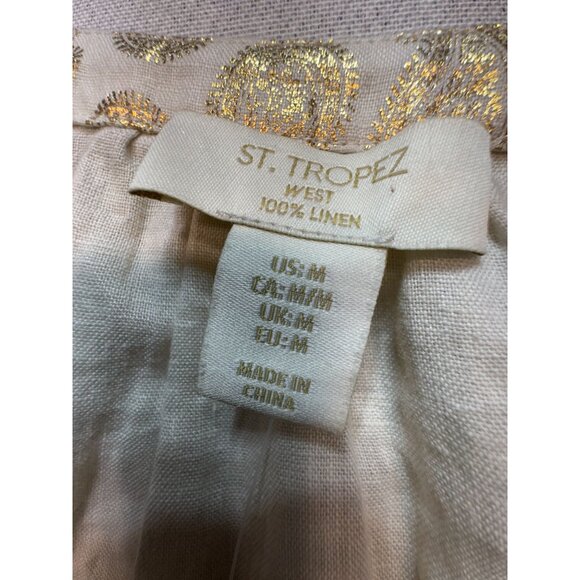 ST. TROPEZ
WEST
100% LINEN
US: M
CA: M/M
UK: M
EU: M
MADE IN
CHINA